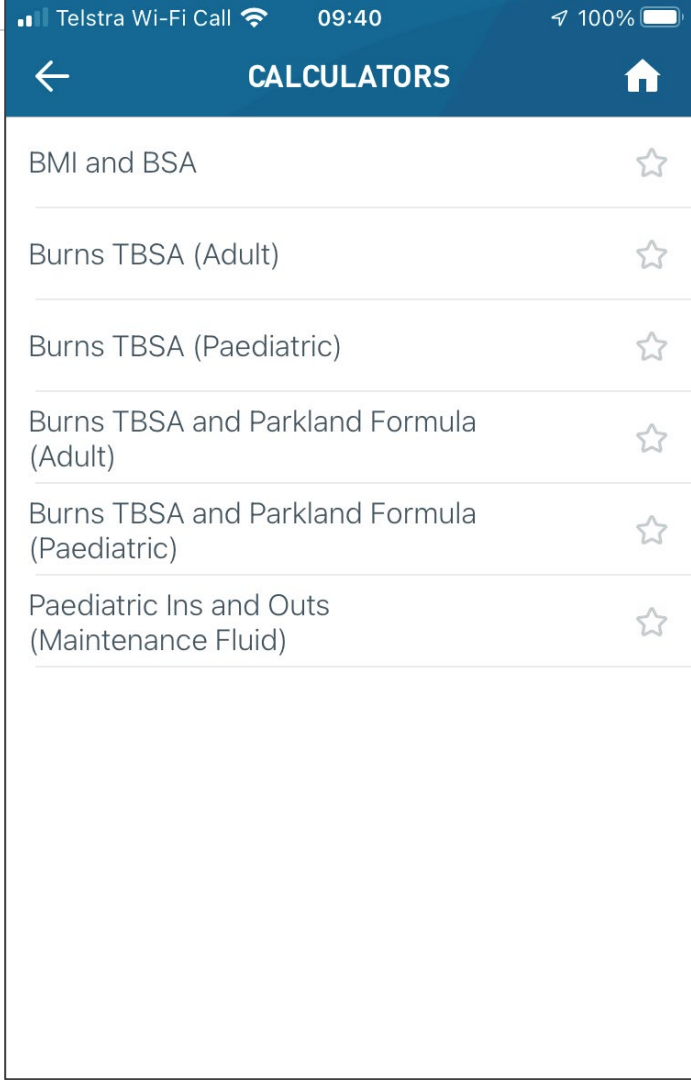 Telstra Wi-Fi Call 09:40 100%
CALCULATORS
BMI and BSA
Burns TBSA (Adult)
Burns TBSA (Paediatric)
Burns TBSA and Parkland Formula
(Adult)
Burns TBSA and Parkland Formula
(Paediatric)
Paediatric Ins and Outs
(Maintenance Fluid)